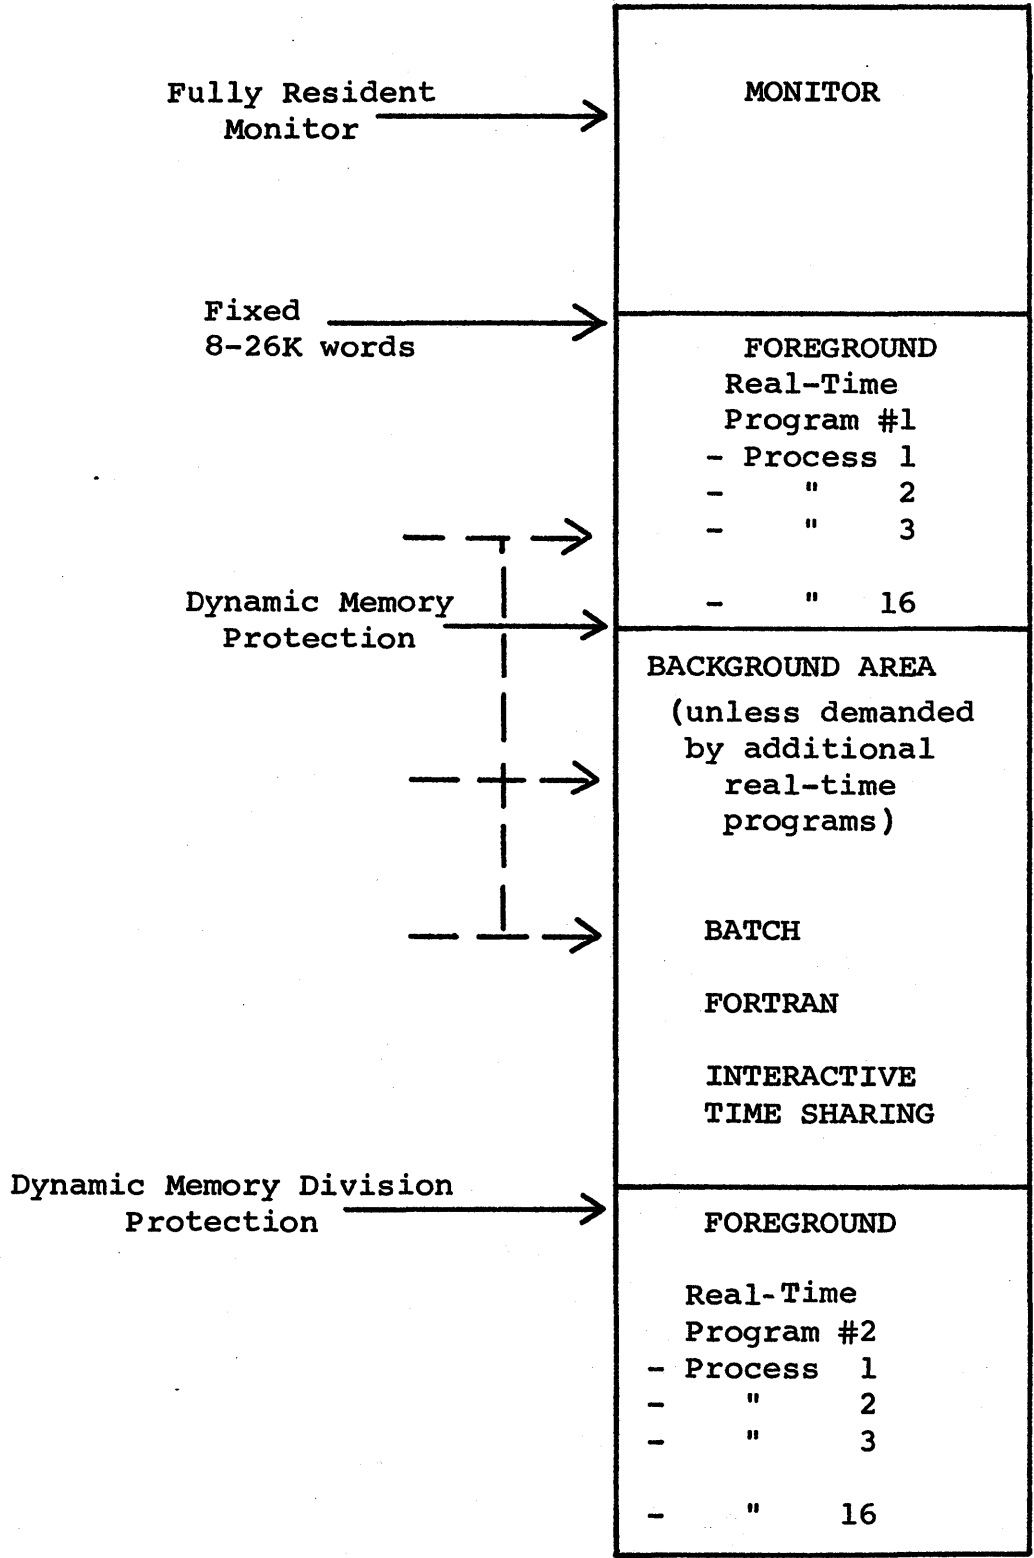 Fully Resident
Monitor
MONITOR
Fixed
8-26K words
FOREGROUND
Real-Time
Program #1
- Process 1
- " 2
- " 3
- " 16
Dynamic Memory
Protection
BACKGROUND AREA
(unless demanded
by additional
real-time
programs)
BATCH
FORTRAN
INTERACTIVE
TIME SHARING
Dynamic Memory Division
Protection
FOREGROUND
Real-Time
Program #2
- Process 1
- " 2
- " 3
- " 16